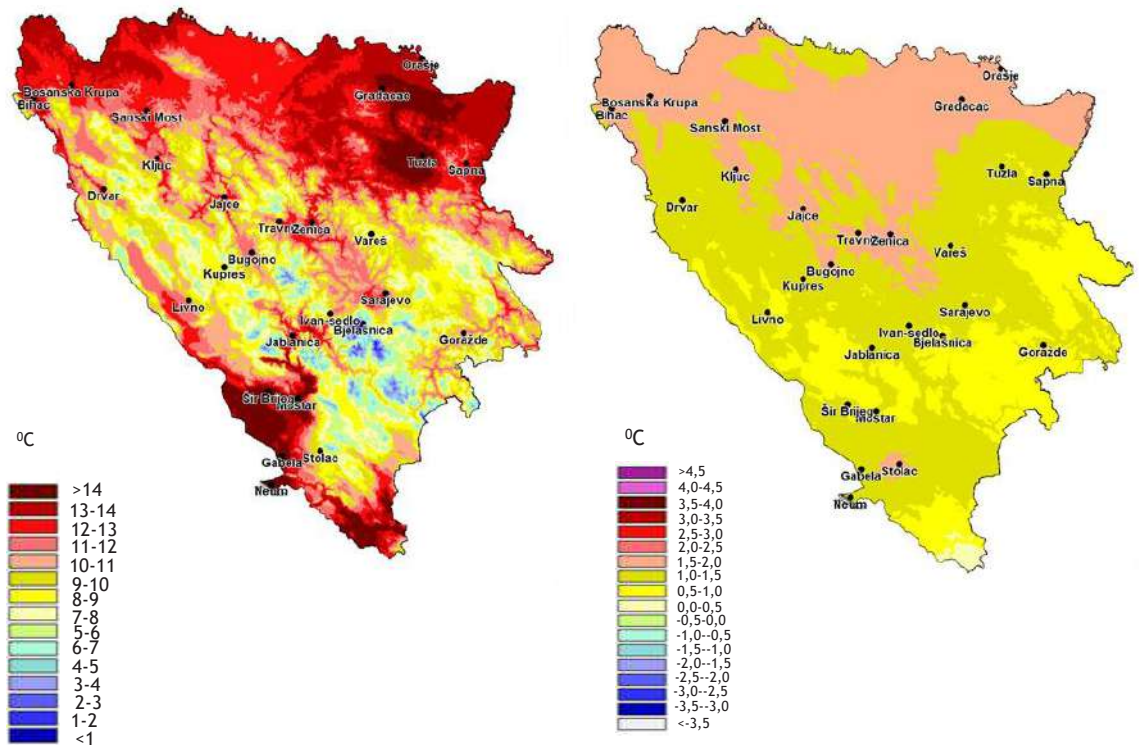 Orašje
Gradačac
Bosanska Krupa
Bihac
Sanski Most
Tuzla
Sapna
Kljuc
Drvar
Jajce
Travnik
Zenica
Vareš
Bugojno
Kupres
Livno
Sarajevo
Ivan-sedlo
Bjelašnica
Jablanica
Goražde
Šir Brijeg
Mostar
Stolac
Gabela
Neum
⁰C
>14
13-14
12-13
11-12
10-11
9-10
8-9
7-8
5-6
6-7
4-5
3-4
2-3
1-2
<1
Orašje
Gradačac
Bosanska Krupa
Bihac
Sanski Most
Tuzla
Sapna
Kljuc
Drvar
Jajce
Travnik
Zenica
Vareš
Bugojno
Kupres
Livno
Sarajevo
Ivan-sedlo
Bjelašnica
Jablanica
Goražde
Šir Brijeg
Mostar
Stolac
Gabela
Neum
⁰C
>4,5
4,0-4,5
3,5-4,0
3,0-3,5
2,5-3,0
2,0-2,5
1,5-2,0
1,0-1,5
0,5-1,0
0,0-0,5
-0,5-0,0
-1,0--0,5
-1,5--1,0
-2,0--1,5
-2,5--2,0
-3,0--2,5
-3,5--3,0
<-3,5